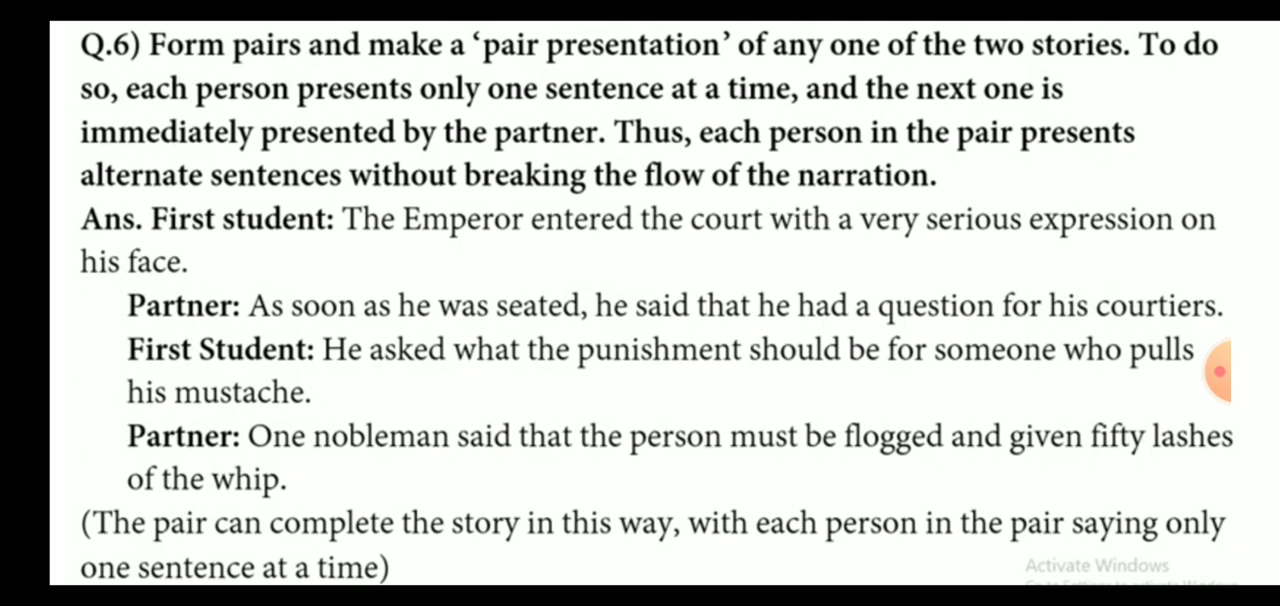 Q.6) Form pairs and make a ‘pair presentation’ of any one of the two stories. To do
so, each person presents only one sentence at a time, and the next one is
immediately presented by the partner. Thus, each person in the pair presents
alternate sentences without breaking the flow of the narration.
Ans. First student: The Emperor entered the court with a very serious expression on
his face.
Partner: As soon as he was seated, he said that he had a question for his courtiers.
First Student: He asked what the punishment should be for someone who pulls
his mustache.
Partner: One nobleman said that the person must be flogged and given fifty lashes
of the whip.
(The pair can complete the story in this way, with each person in the pair saying only
one sentence at a time)
Activate Windows